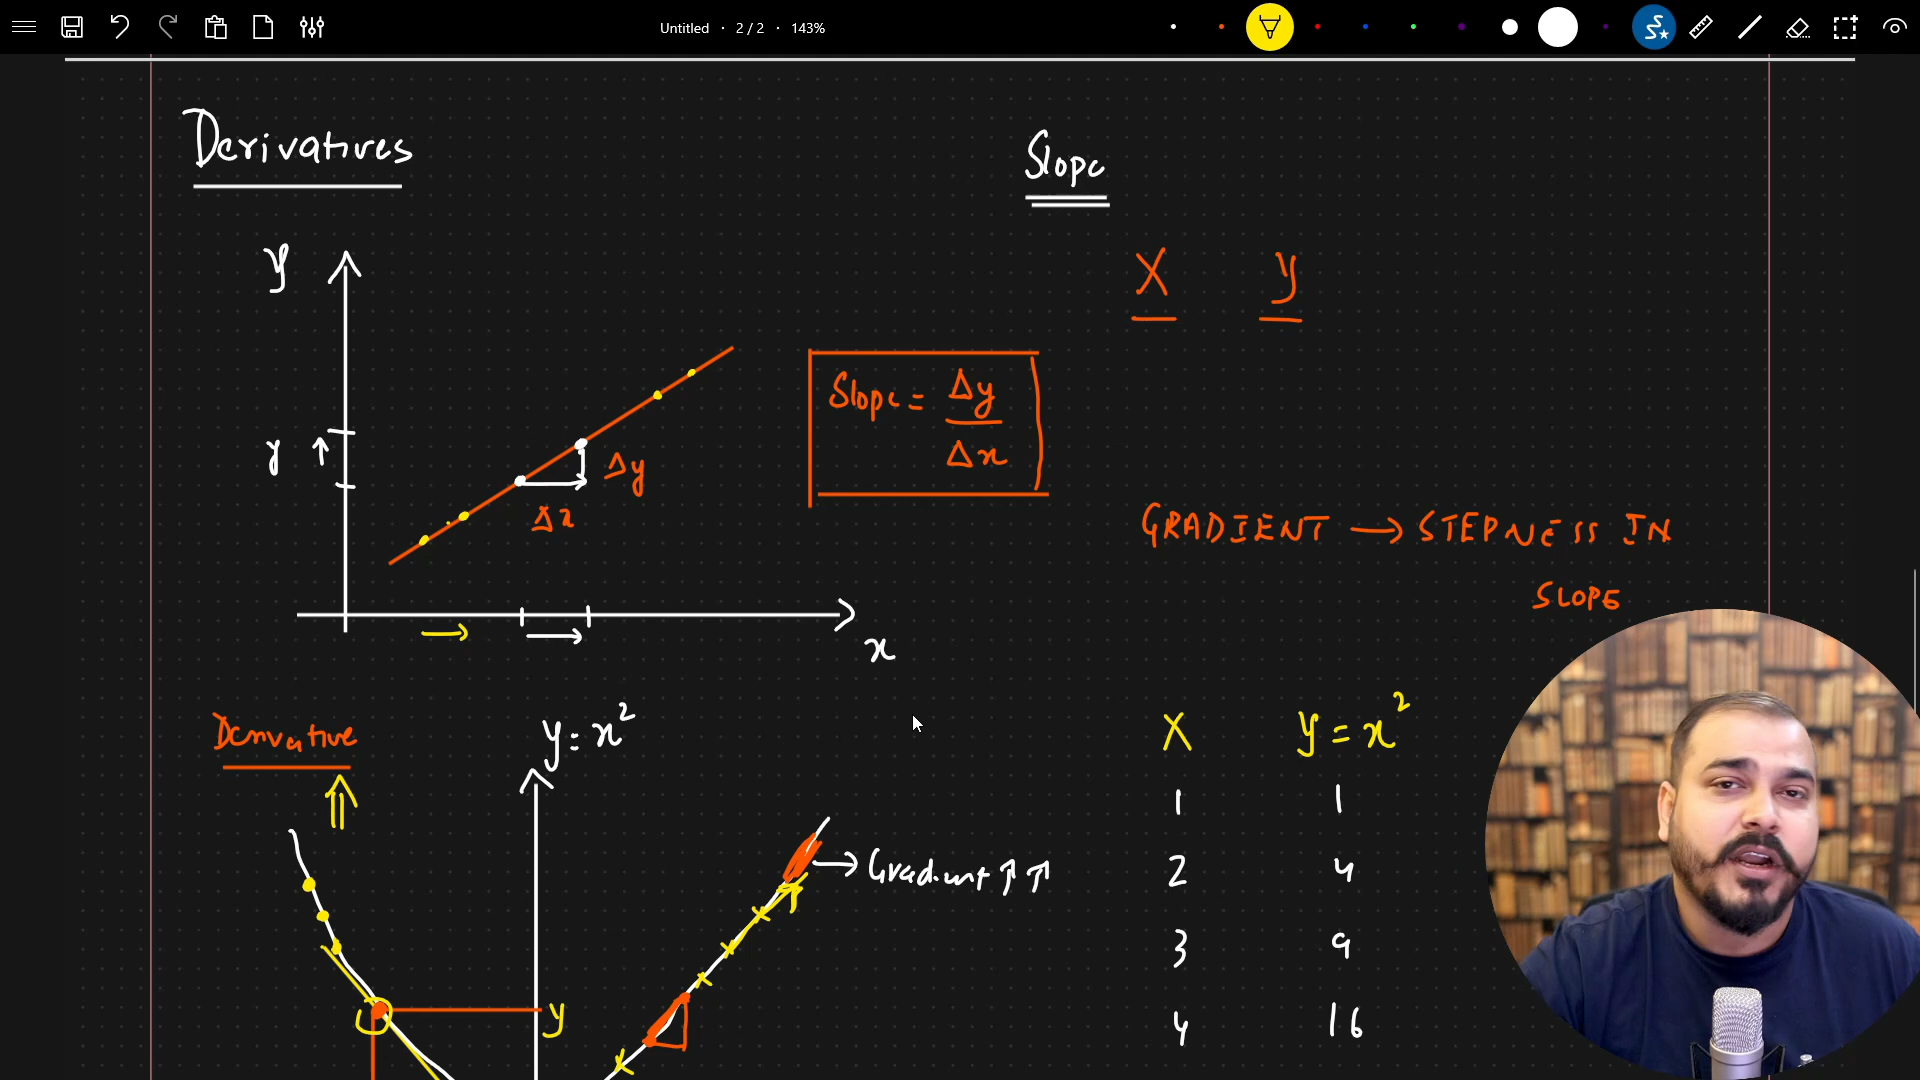 Untitled · 2 / 2 · 143%
Derivatives
Slope
y
X y
Slope = Δy
Δx
y
Δy
Δx
GRADIENT → STEPNESS IN
SLOPE
x
Derivative
y = x²
X y = x²
1 1
2 4
Gradient ↑ ↑
3 9
y
4 16